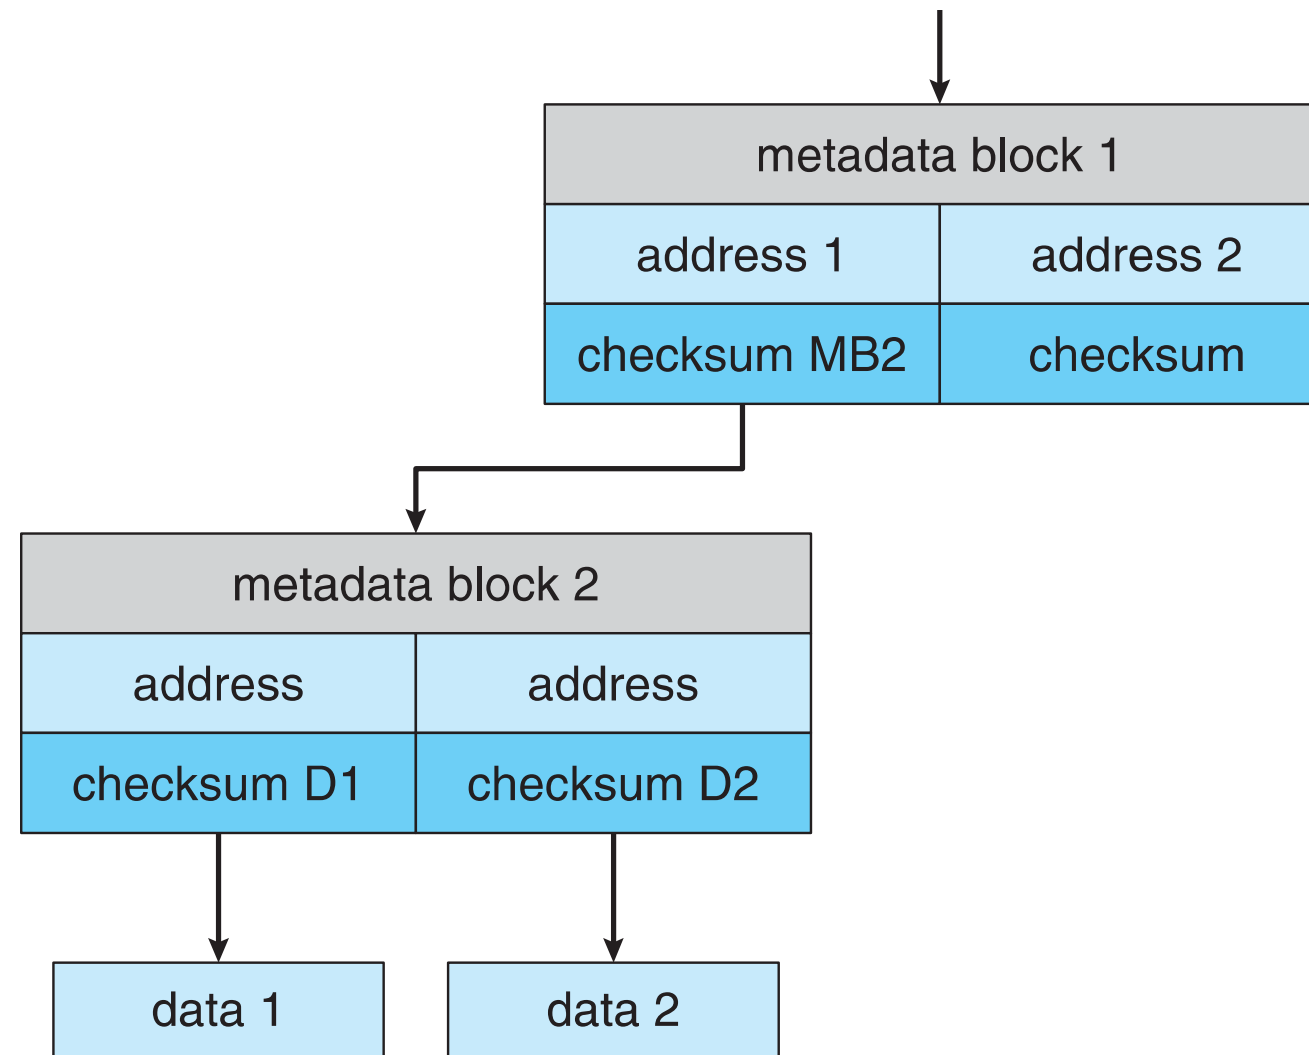 metadata block 1
address 1 address 2
checksum MB2 checksum
metadata block 2
address address
checksum D1 checksum D2
data 1 data 2